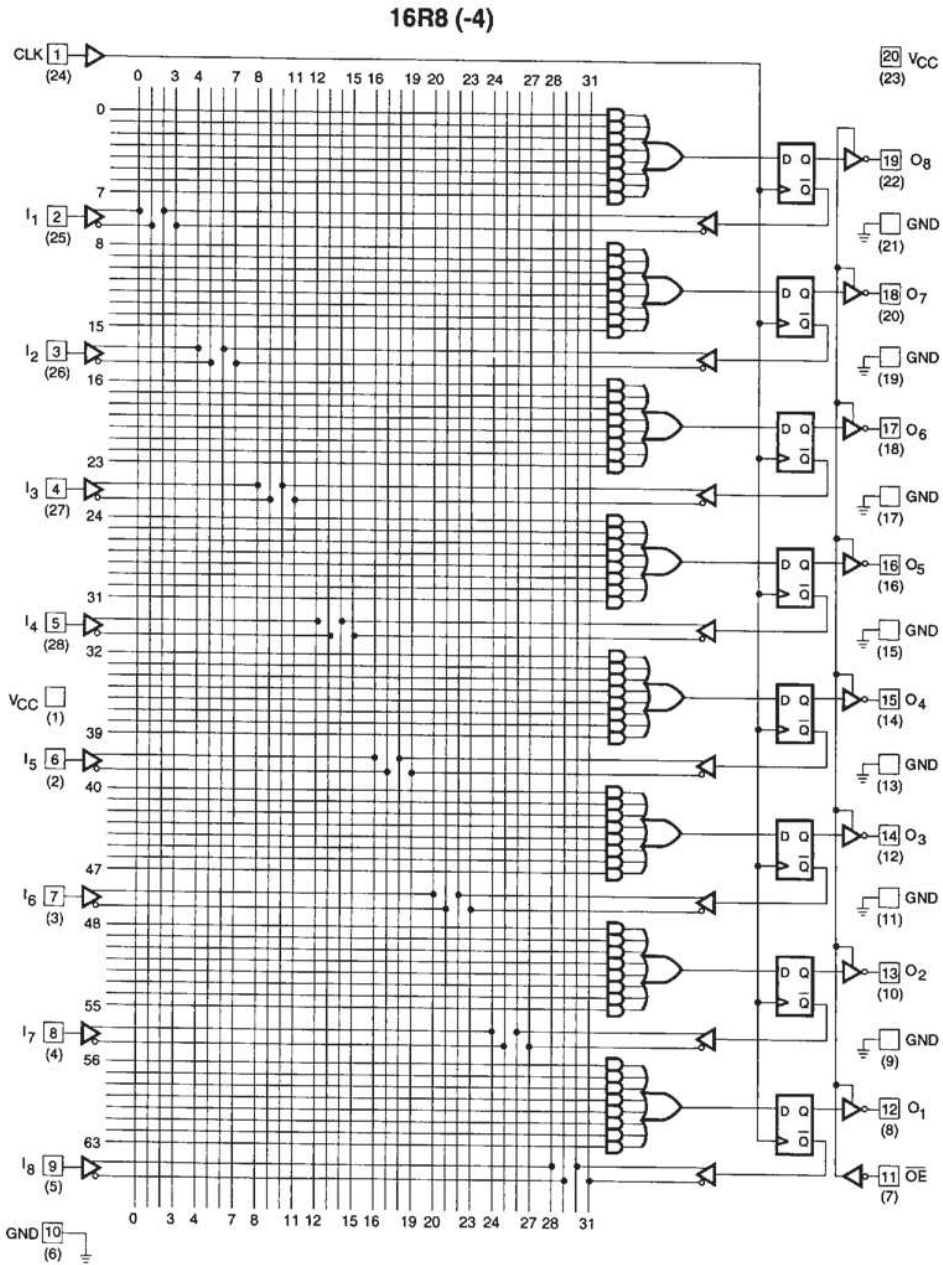 16R8 (-4)
CLK 1 (24)
20 VCC (23)
0 3 4 7 8 11 12 15 16 19 20 23 24 27 28 31
0
D Q
Q̅
19 O8 (22)
7
I1 2 (25)
GND (21)
8
D Q
Q̅
18 O7 (20)
15
I2 3 (26)
GND (19)
16
D Q
Q̅
17 O6 (18)
23
I3 4 (27)
GND (17)
24
D Q
Q̅
16 O5 (16)
31
I4 5 (28)
GND (15)
32
VCC (1)
D Q
Q̅
15 O4 (14)
39
I5 6 (2)
GND (13)
40
D Q
Q̅
14 O3 (12)
47
I6 7 (3)
GND (11)
48
D Q
Q̅
13 O2 (10)
55
I7 8 (4)
GND (9)
56
D Q
Q̅
12 O1 (8)
63
I8 9 (5)
11 O̅E̅ (7)
0 3 4 7 8 11 12 15 16 19 20 23 24 27 28 31
GND 10 (6)